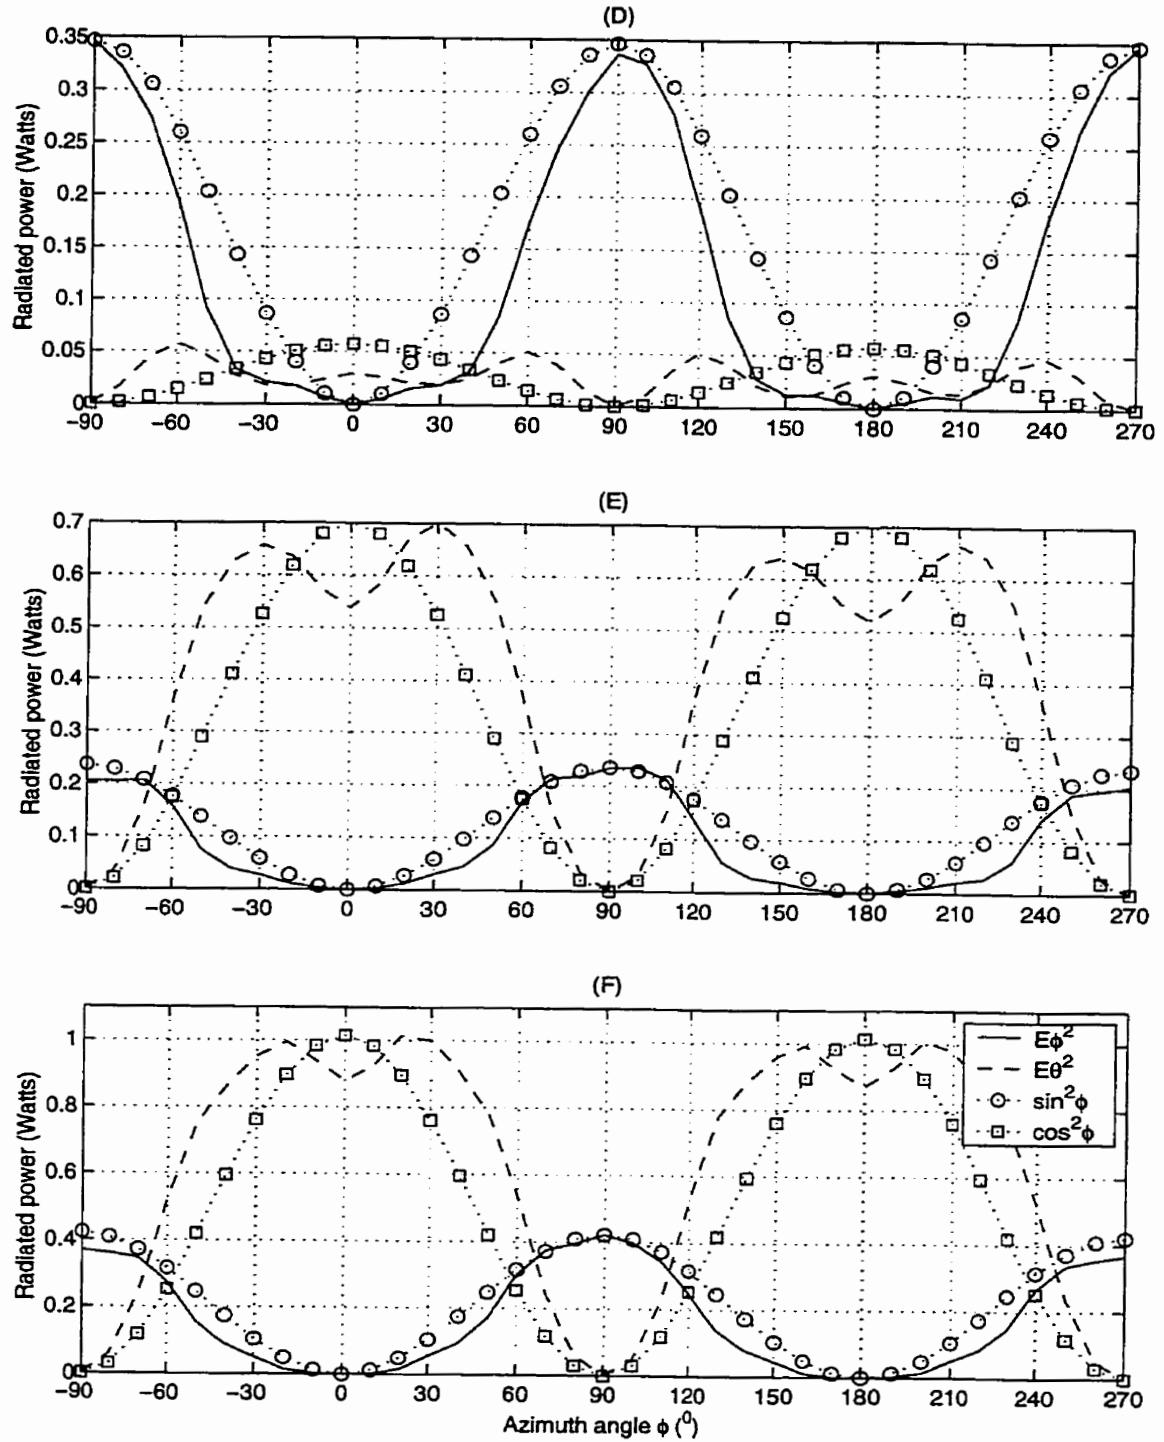 (D)
Radiated power (Watts)
0.35
0.3
0.25
0.2
0.15
0.1
0.05
0
−90 −60 −30 0 30 60 90 120 150 180 210 240 270
(E)
Radiated power (Watts)
0.7
0.6
0.5
0.4
0.3
0.2
0.1
0
−90 −60 −30 0 30 60 90 120 150 180 210 240 270
(F)
Radiated power (Watts)
1
0.8
0.6
0.4
0.2
0
Eϕ²
Eθ²
sin²ϕ
cos²ϕ
−90 −60 −30 0 30 60 90 120 150 180 210 240 270
Azimuth angle ϕ (⁰)